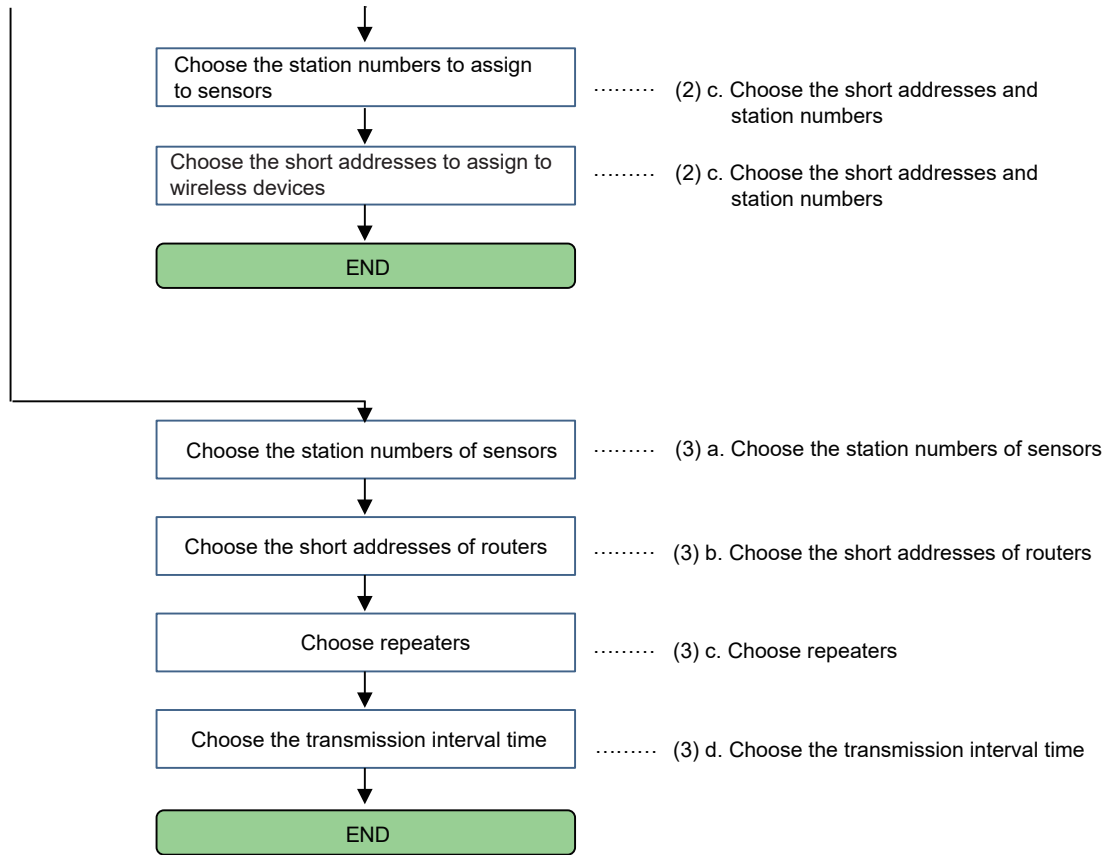 Choose the station numbers to assign
to sensors
(2) c. Choose the short addresses and
station numbers
Choose the short addresses to assign to
wireless devices
(2) c. Choose the short addresses and
station numbers
END
Choose the station numbers of sensors
(3) a. Choose the station numbers of sensors
Choose the short addresses of routers
(3) b. Choose the short addresses of routers
Choose repeaters
(3) c. Choose repeaters
Choose the transmission interval time
(3) d. Choose the transmission interval time
END